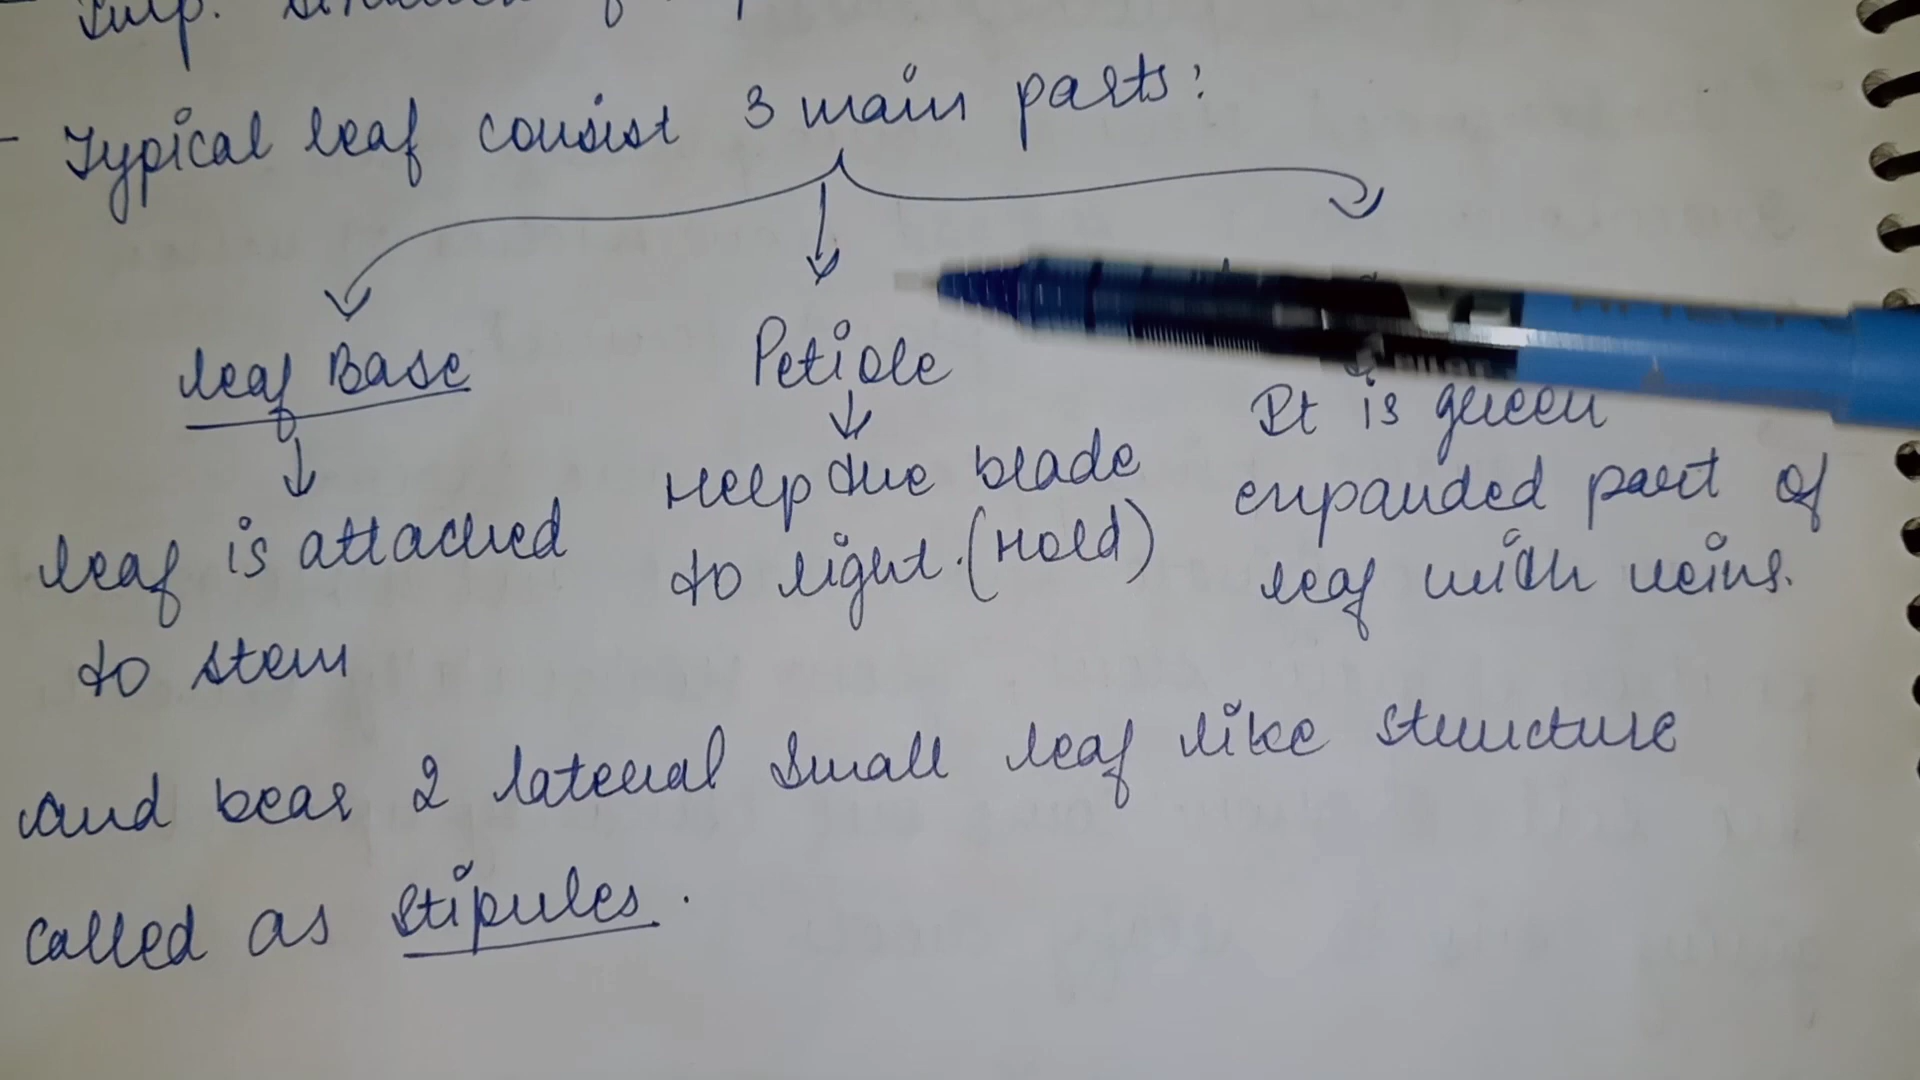 Imp.
- Typical leaf consist 3 main parts:
leaf Base
Petiole
leaf is attached
to stem
Help the blade
to light. (Hold)
It is green
expanded part of
leaf with veins.
and bear 2 lateral small leaf like structure
called as stipules.